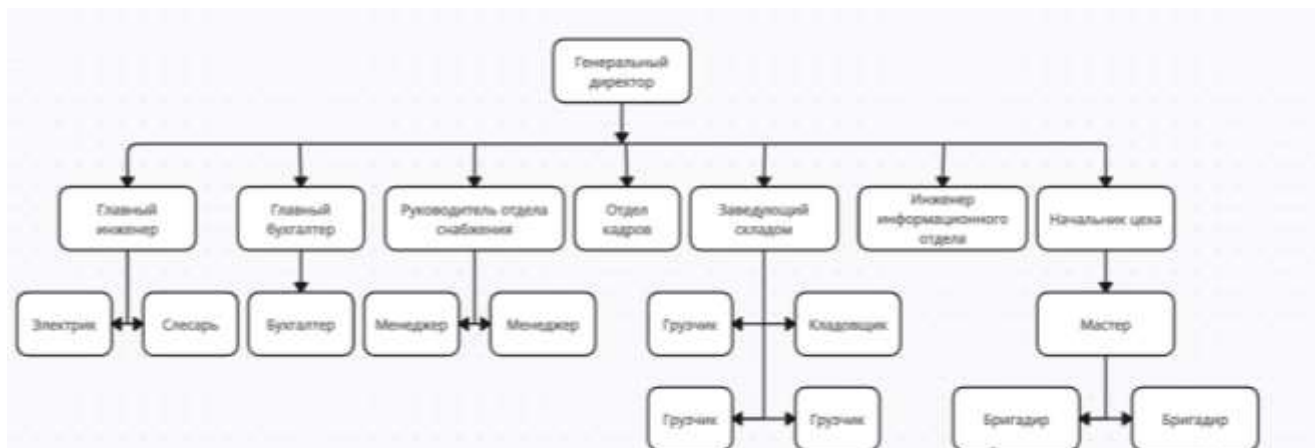 Генеральный
директор
Главный
инженер
Главный
бухгалтер
Руководитель отдела
снабжения
Отдел
кадров
Заведующий
складом
Инженер
информационного
отдела
Начальник цеха
Электрик
Слесарь
Бухгалтер
Менеджер
Менеджер
Грузчик
Кладовщик
Мастер
Грузчик
Грузчик
Бригадир
Бригадир